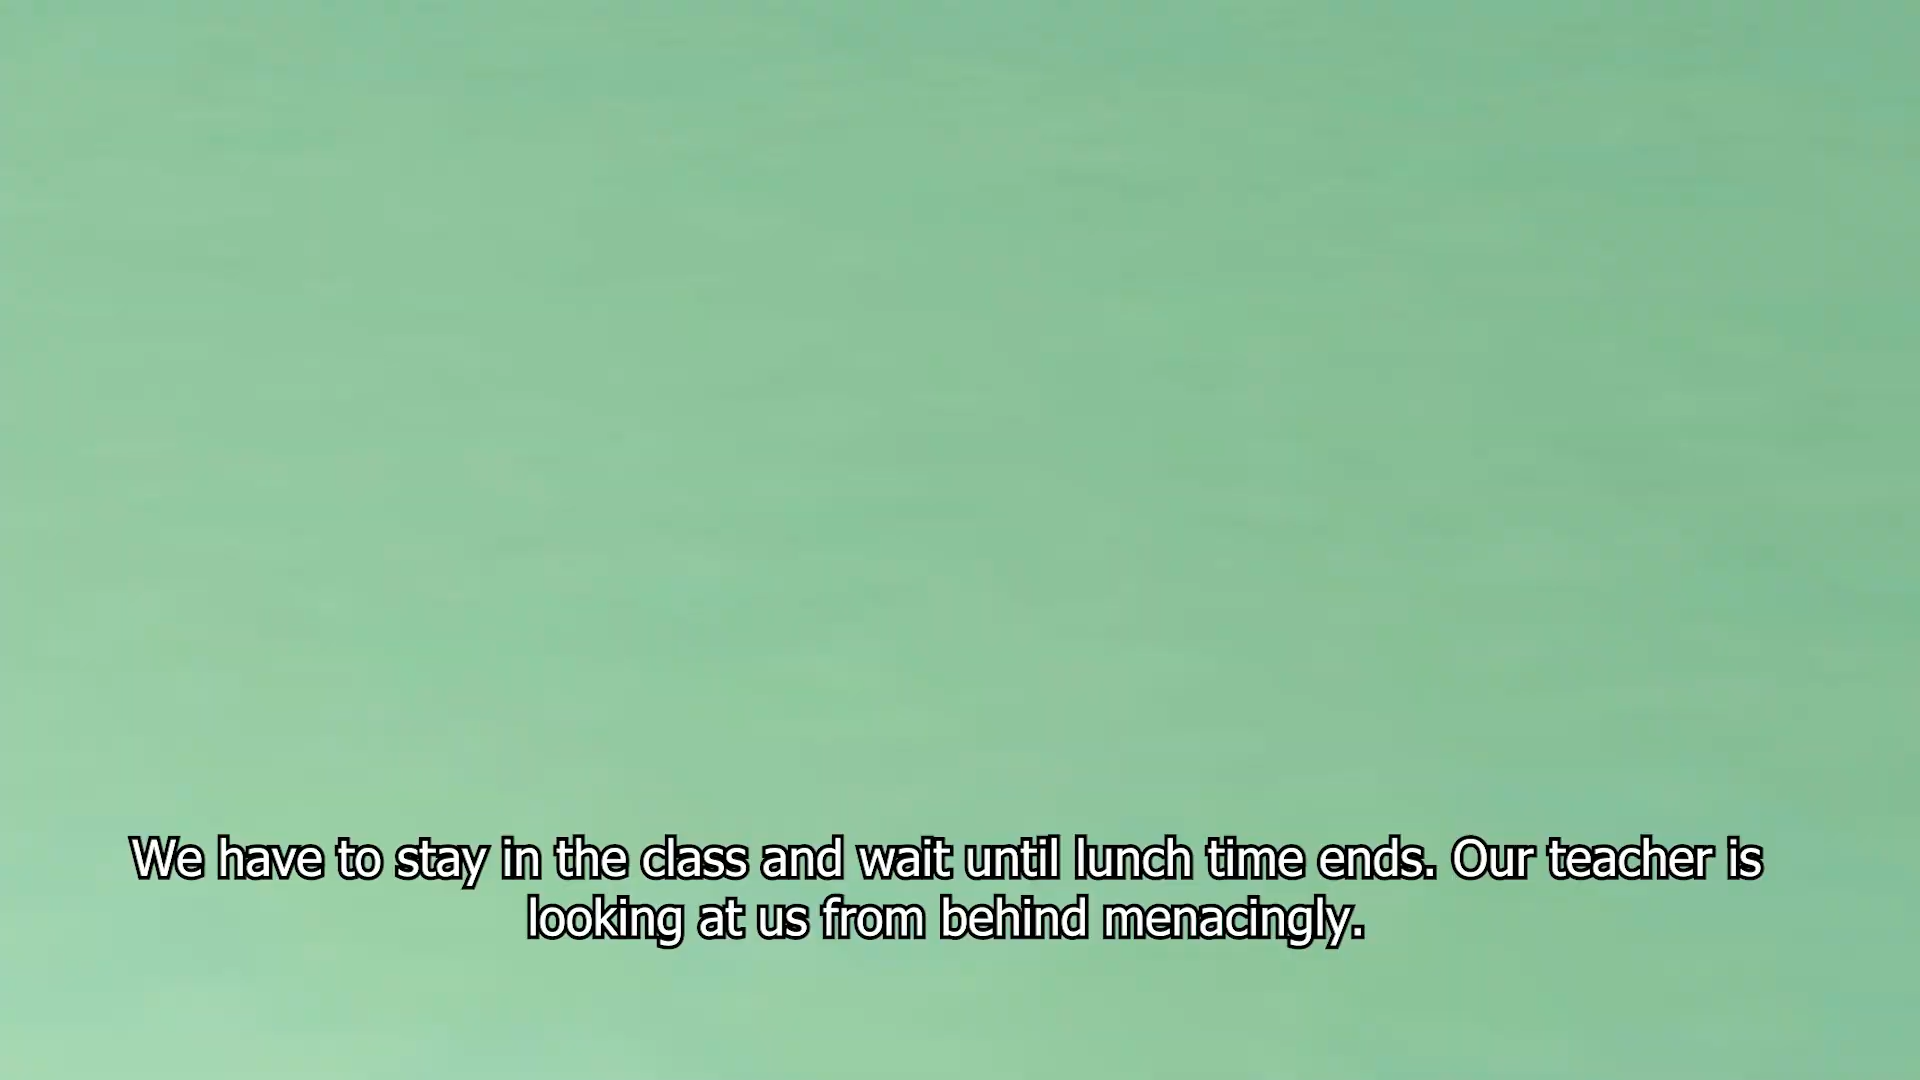 We have to stay in the class and wait until lunch time ends. Our teacher is
looking at us from behind menacingly.